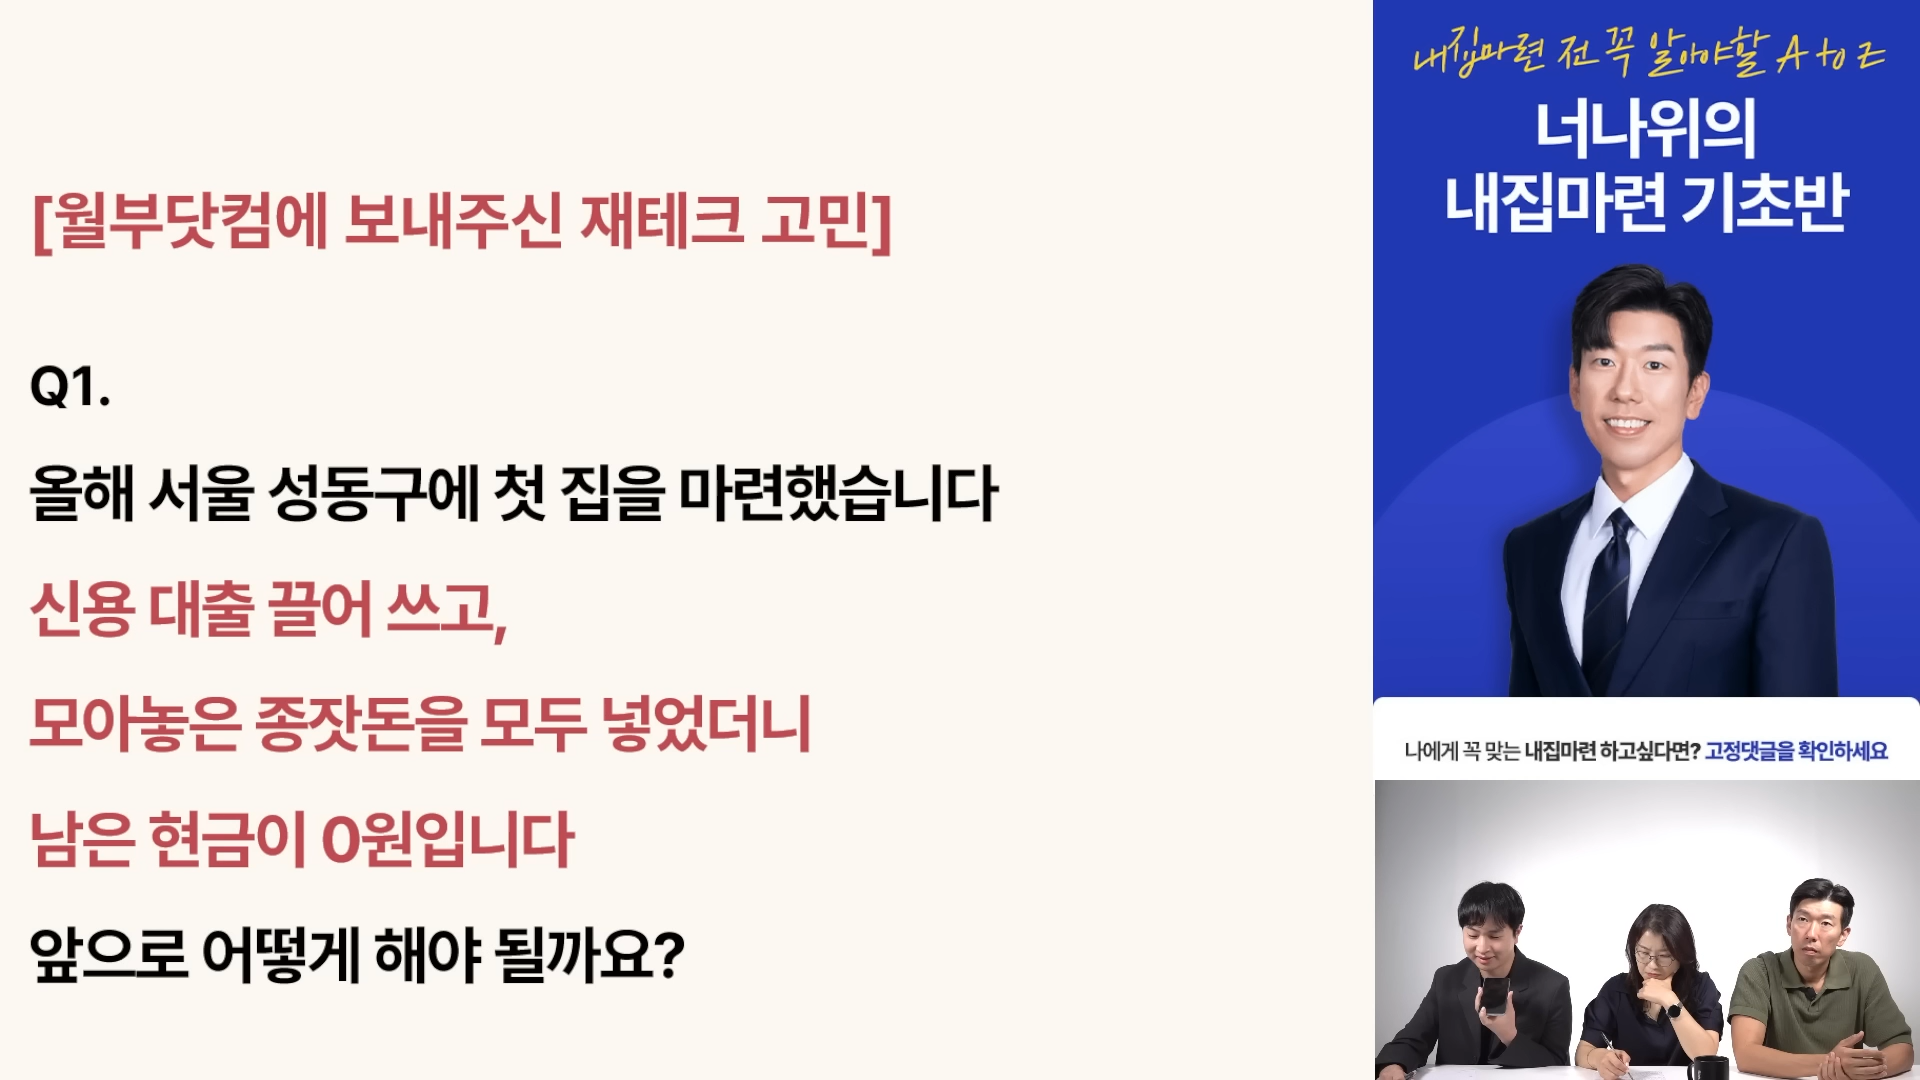 [월부닷컴에 보내주신 재테크 고민]
Q1.
올해 서울 성동구에 첫 집을 마련했습니다
신용 대출 끌어 쓰고,
모아놓은 종잣돈을 모두 넣었더니
남은 현금이 0원입니다
앞으로 어떻게 해야 될까요?
내집마련 전 꼭 알아야할 A to Z
너나위의
내집마련 기초반
나에게 꼭 맞는 내집마련 하고싶다면? 고정댓글을 확인하세요